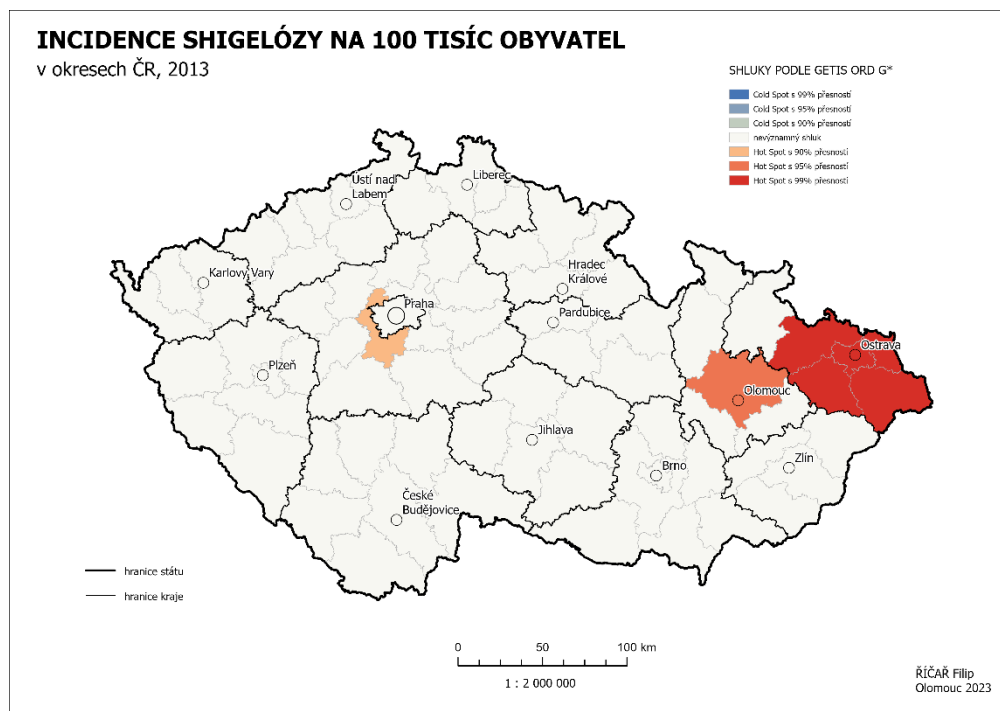 INCIDENCE SHIGELÓZY NA 100 TISÍC OBYVATEL
v okresech ČR, 2013
SHLUKY PODLE GETIS ORD G*
Cold Spot s 99% přesností
Cold Spot s 95% přesností
Cold Spot s 90% přesností
nevýznamný shluk
Hot Spot s 90% přesností
Hot Spot s 95% přesností
Hot Spot s 99% přesností
Ústí nad
Labem
Liberec
Karlovy Vary
Hradec
Králové
Praha
Pardubice
Ostrava
Plzeň
Olomouc
Jihlava
Zlín
Brno
České
Budějovice
hranice státu
hranice kraje
0 50 100 km
1 : 2 000 000
ŘÍČAŘ Filip
Olomouc 2023